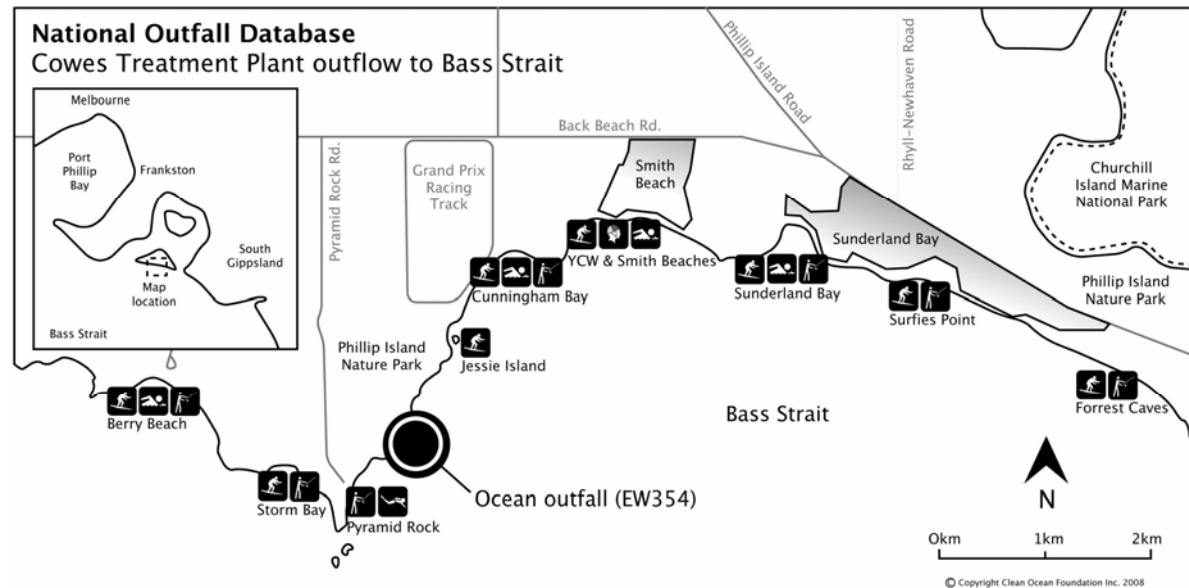 National Outfall Database
Cowes Treatment Plant outflow to Bass Strait
Melbourne
Port
Phillip
Bay
Frankston
South
Gippsland
Map
location
Bass Strait
Pyramid Rock Rd.
Grand Prix
Racing
Track
Back Beach Rd.
Phillip Island Road
Rhyll-Newhaven Road
Smith
Beach
Churchill
Island Marine
National Park
Sunderland Bay
Phillip Island
Nature Park
YCW & Smith Beaches
Cunningham Bay
Sunderland Bay
Surfies Point
Phillip Island
Nature Park
Jessie Island
Berry Beach
Bass Strait
Forrest Caves
Storm Bay
Pyramid Rock
Ocean outfall (EW354)
N
0km
1km
2km
© Copyright Clean Ocean Foundation Inc. 2008